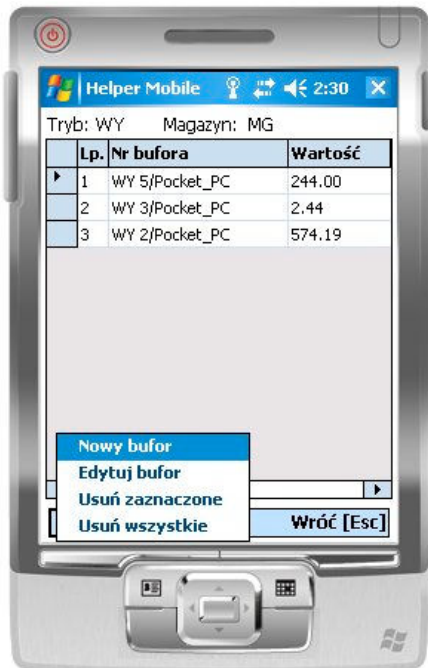 Helper Mobile 2:30
Tryb: WY Magazyn: MG
Lp. Nr bufora Wartość
1 WY 5/Pocket_PC 244.00
2 WY 3/Pocket_PC 2.44
3 WY 2/Pocket_PC 574.19
Nowy bufor
Edytuj bufor
Usuń zaznaczone
Usuń wszystkie
Wróć [Esc]